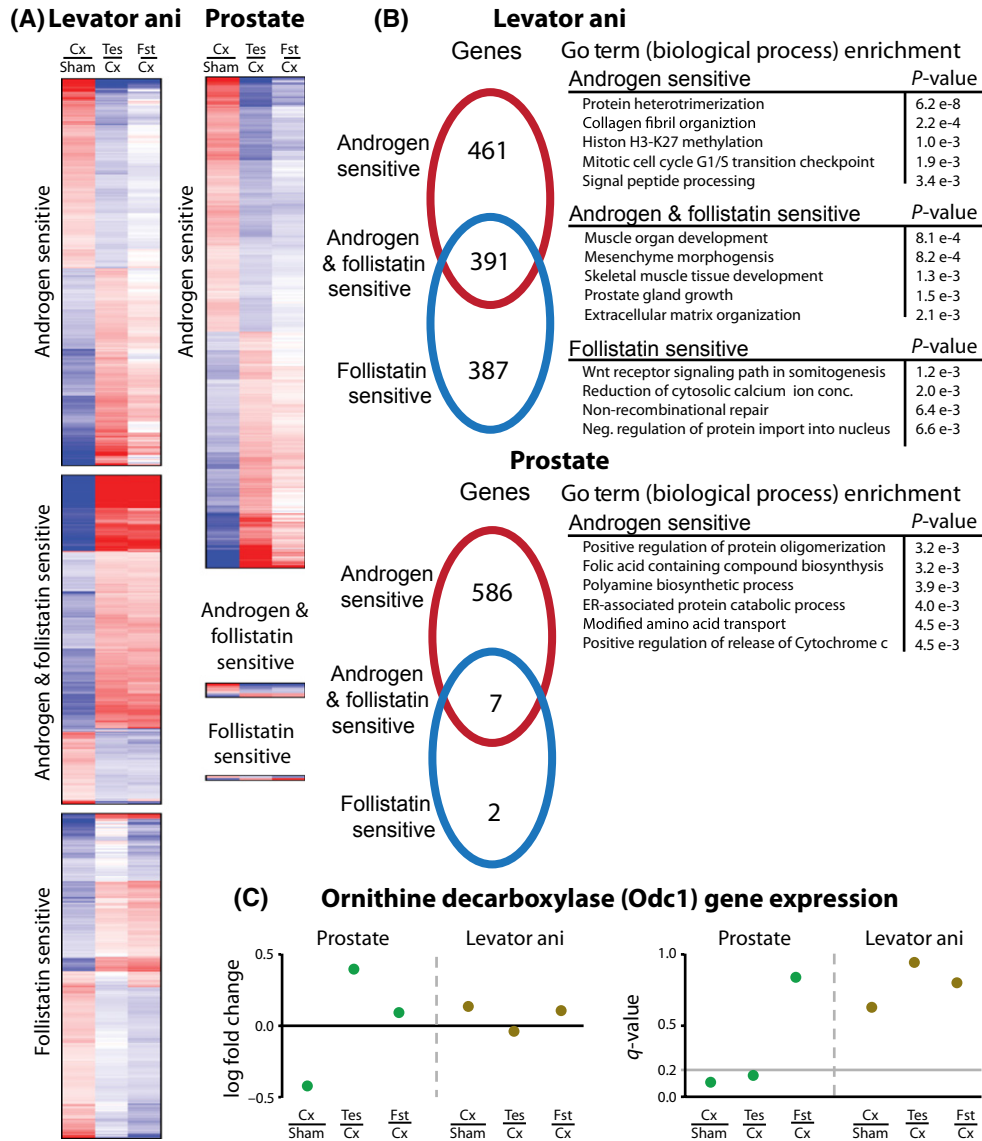 (A) Levator ani
Prostate
Cx
Sham
Tes
Cx
Fst
Cx
Cx
Sham
Tes
Cx
Fst
Cx
Androgen sensitive
Androgen & follistatin sensitive
Follistatin sensitive
Androgen sensitive
Androgen &
follistatin
sensitive
Follistatin
sensitive
(B)
Levator ani
Genes
Go term (biological process) enrichment
Androgen
sensitive
461
Androgen
& follistatin
sensitive
391
Follistatin
sensitive
387
Androgen sensitive P-value
Protein heterotrimerization 6.2 e-8
Collagen fibril organiztion 2.2 e-4
Histon H3-K27 methylation 1.0 e-3
Mitotic cell cycle G1/S transition checkpoint 1.9 e-3
Signal peptide processing 3.4 e-3
Androgen & follistatin sensitive P-value
Muscle organ development 8.1 e-4
Mesenchyme morphogensis 8.2 e-4
Skeletal muscle tissue development 1.3 e-3
Prostate gland growth 1.5 e-3
Extracellular matrix organization 2.1 e-3
Follistatin sensitive P-value
Wnt receptor signaling path in somitogenesis 1.2 e-3
Reduction of cytosolic calcium ion conc. 2.0 e-3
Non-recombinational repair 6.4 e-3
Neg. regulation of protein import into nucleus 6.6 e-3
Prostate
Genes
Go term (biological process) enrichment
Androgen
sensitive
586
Androgen
& follistatin
sensitive
7
Follistatin
sensitive
2
Androgen sensitive P-value
Positive regulation of protein oligomerization 3.2 e-3
Folic acid containing compound biosynthysis 3.2 e-3
Polyamine biosynthetic process 3.9 e-3
ER-associated protein catabolic process 4.0 e-3
Modified amino acid transport 4.5 e-3
Positive regulation of release of Cytochrome c 4.5 e-3
(C) Ornithine decarboxylase (Odc1) gene expression
Prostate
Levator ani
log fold change
0.5
0.0
−0.5
Cx
Sham
Tes
Cx
Fst
Cx
Cx
Sham
Tes
Cx
Fst
Cx
Prostate
Levator ani
q-value
1.0
0.5
0.2
0.0
Cx
Sham
Tes
Cx
Fst
Cx
Cx
Sham
Tes
Cx
Fst
Cx